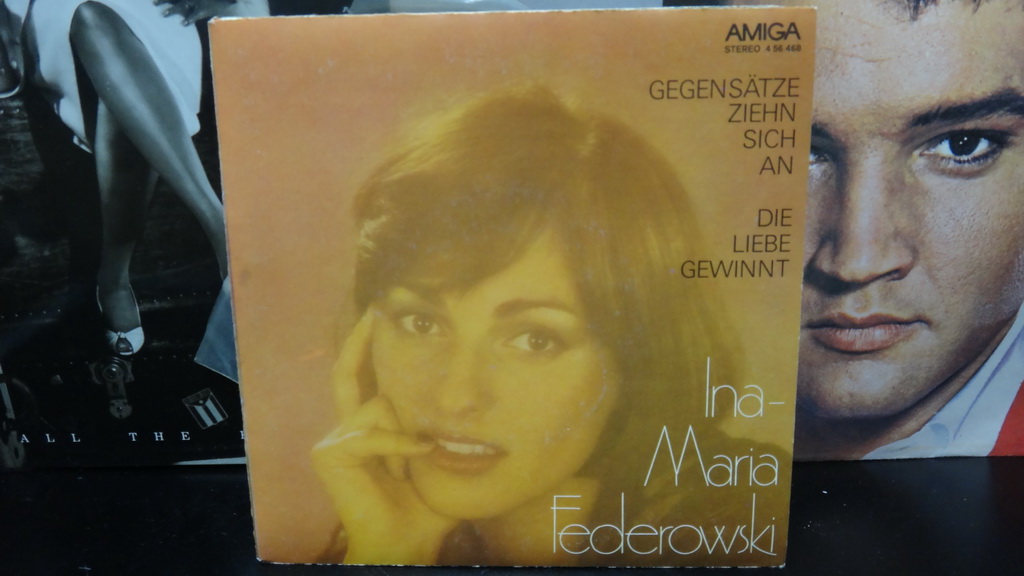 AMIGA
STEREO 4 56 468
GEGENSÄTZE
ZIEHN
SICH
AN
DIE
LIEBE
GEWINNT
Ina-
Maria
Federowski
ALL THE